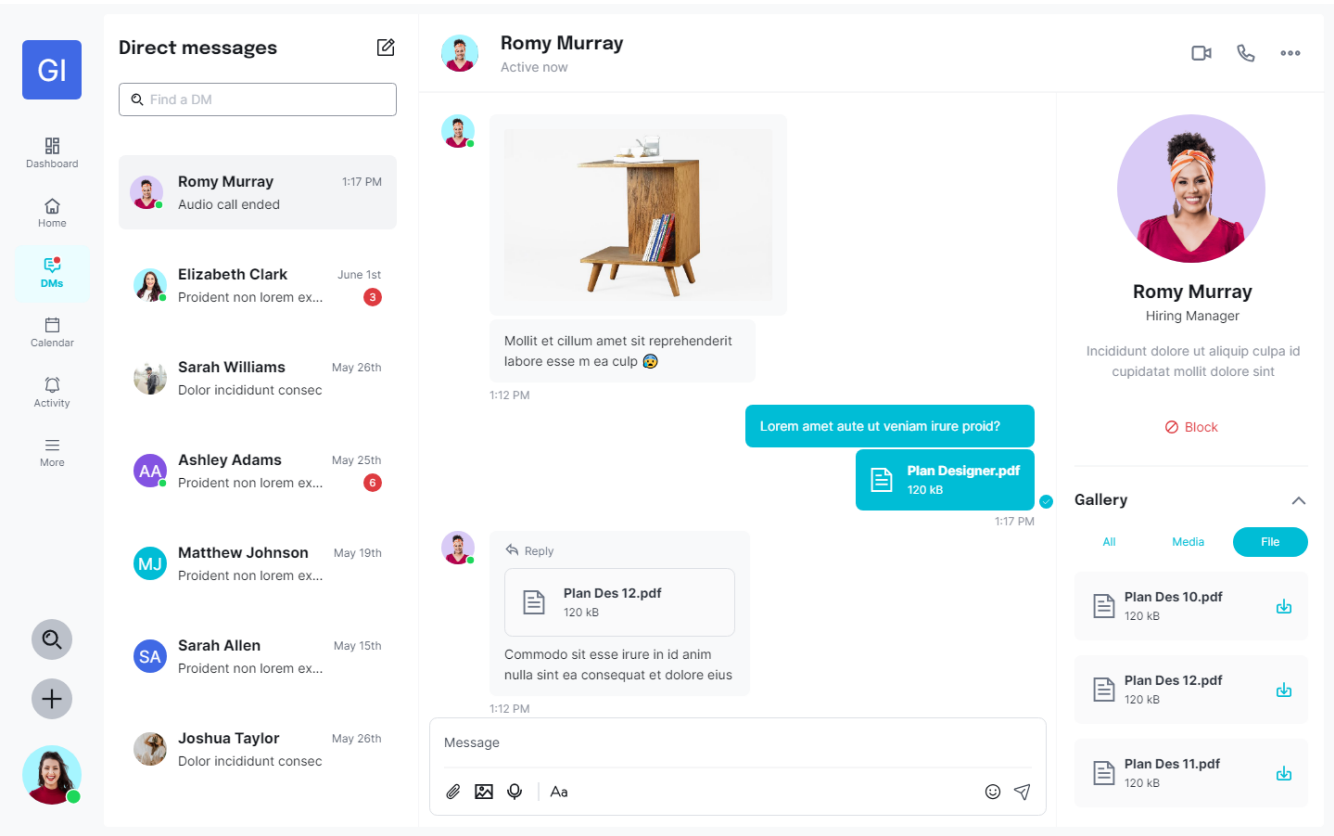 GI
Dashboard
Home
DMs
Calendar
Activity
More
Direct messages
Find a DM
Romy Murray 1:17 PM
Audio call ended
Elizabeth Clark June 1st
Proident non lorem ex... 3
Sarah Williams May 26th
Dolor incididunt consec
AA
Ashley Adams May 25th
Proident non lorem ex... 6
MJ
Matthew Johnson May 19th
Proident non lorem ex...
SA
Sarah Allen May 15th
Proident non lorem ex...
Joshua Taylor May 26th
Dolor incididunt consec
Romy Murray
Active now
Mollit et cillum amet sit reprehenderit
labore esse m ea culp 😰
1:12 PM
Lorem amet aute ut veniam irure proid?
Plan Designer.pdf
120 kB
1:17 PM
Reply
Plan Des 12.pdf
120 kB
Commodo sit esse irure in id anim
nulla sint ea consequat et dolore eius
1:12 PM
Message
Aa
Romy Murray
Hiring Manager
Incididunt dolore ut aliquip culpa id
cupidatat mollit dolore sint
Block
Gallery
All Media File
Plan Des 10.pdf
120 kB
Plan Des 12.pdf
120 kB
Plan Des 11.pdf
120 kB